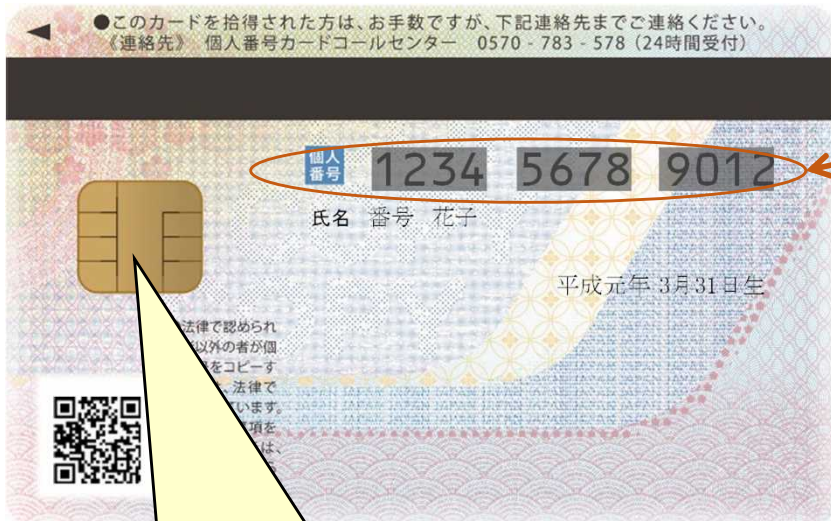 ●このカードを拾得された方は、お手数ですが、下記連絡先までご連絡ください。
《連絡先》 個人番号カードコールセンター 0570 - 783 - 578 (24時間受付)
個人番号 1234 5678 9012
氏名 番号 花子
平成元年 3月31日生
法律で認められ
以外の者が個
をコピーす
、法律で
ています。
項を
は、